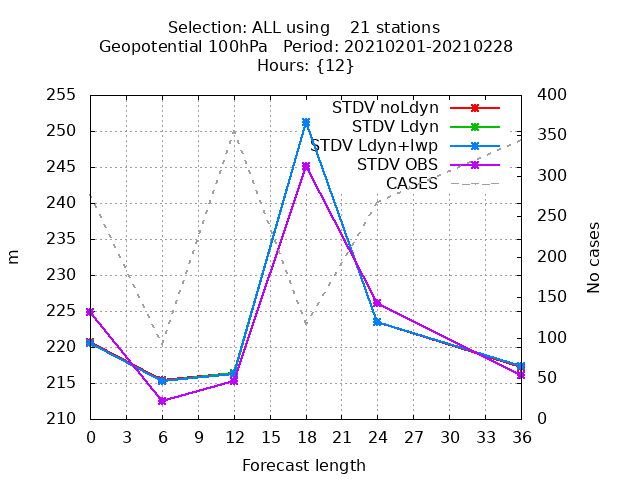 Selection: ALL using    21 stations
Geopotential 100hPa   Period: 20210201-20210228
Hours: {12}
STDV noLdyn
STDV Ldyn
STDV Ldyn+lwp
STDV OBS
CASES
255
250
245
240
235
230
225
220
215
210
m
400
350
300
250
200
150
100
50
0
No cases
0 3 6 9 12 15 18 21 24 27 30 33 36
Forecast length